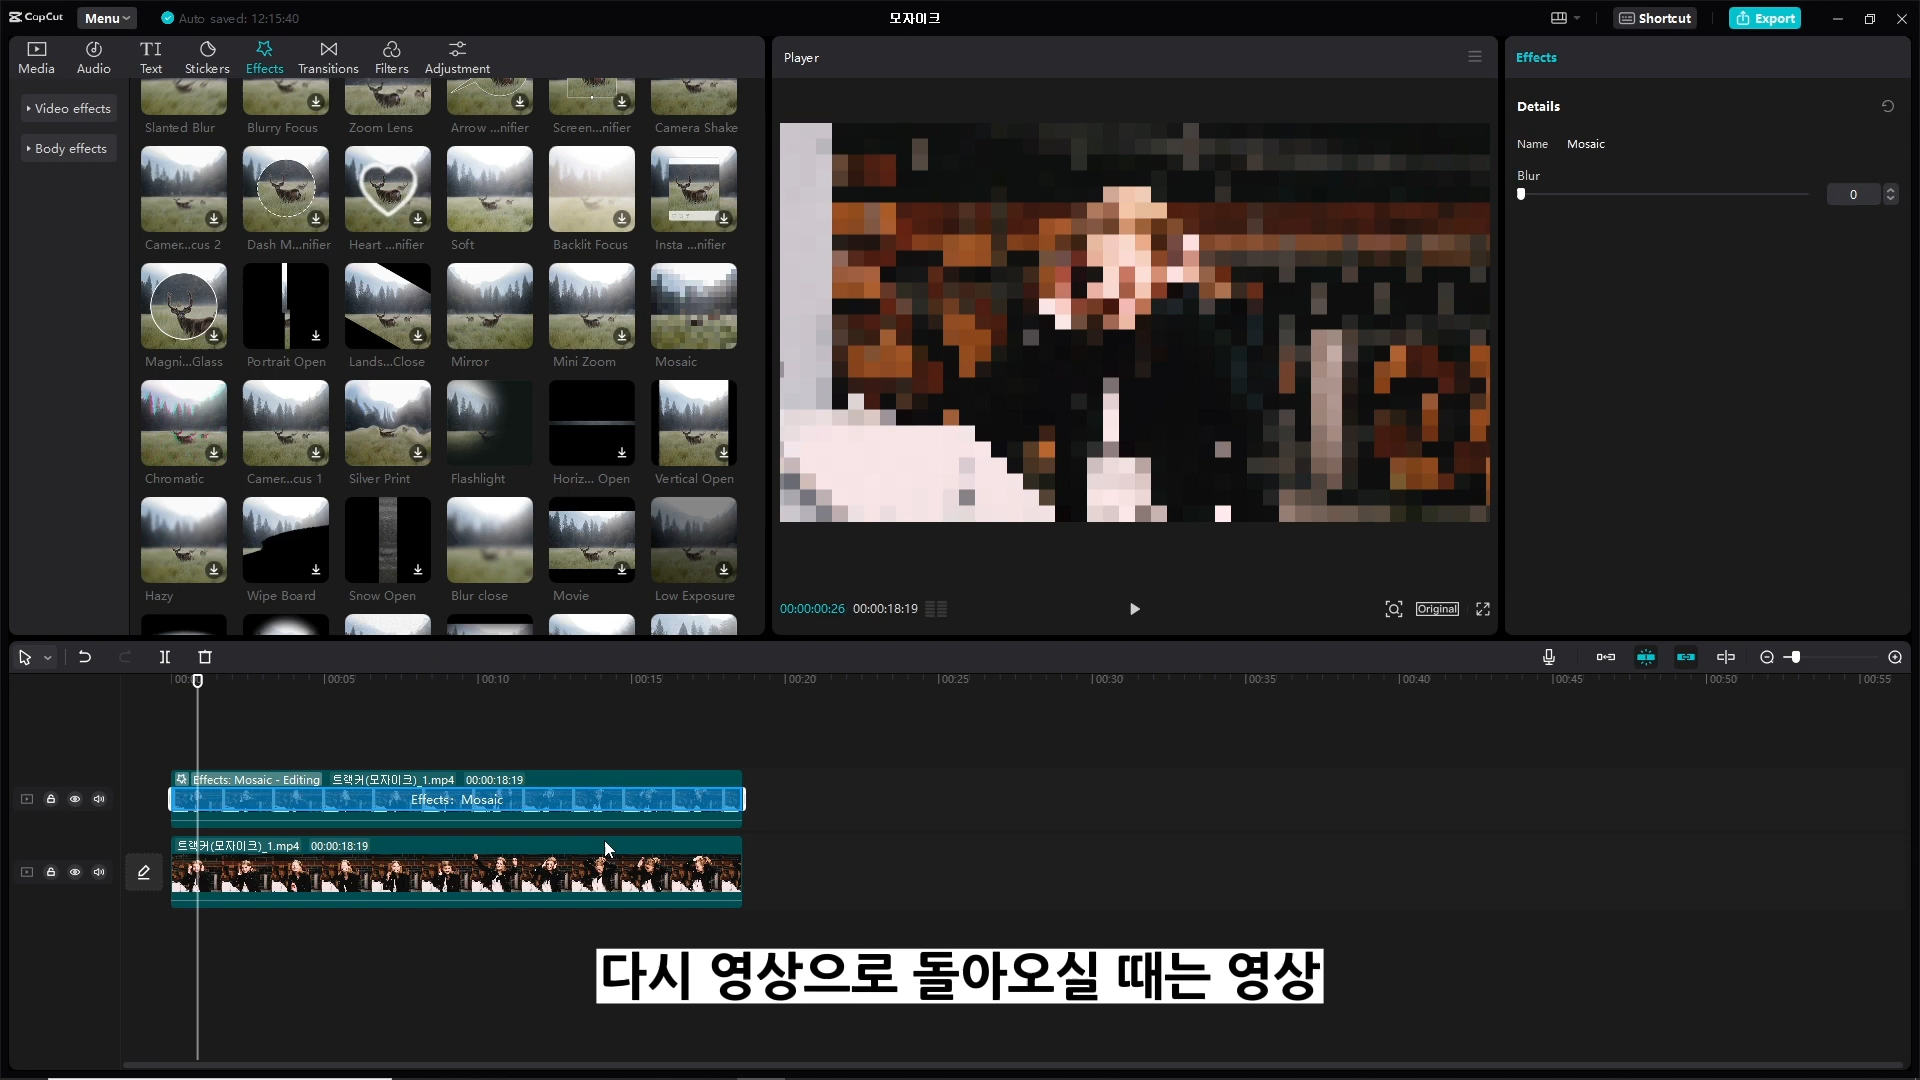 CapCut
Menu
Auto saved: 12:15:40
모자이크
Shortcut
Export
Media
Audio
Text
Stickers
Effects
Transitions
Filters
Adjustment
Video effects
Body effects
Slanted Blur
Blurry Focus
Zoom Lens
Arrow ...nifier
Screen...nifier
Camera Shake
Camer...cus 2
Dash M...nifier
Heart ...nifier
Soft
Backlit Focus
Insta ...nifier
Magni...Glass
Portrait Open
Lands...Close
Mirror
Mini Zoom
Mosaic
Chromatic
Camer...cus 1
Silver Print
Flashlight
Horiz... Open
Vertical Open
Hazy
Wipe Board
Snow Open
Blur close
Movie
Low Exposure
Player
00:00:00:26
00:00:18:19
Original
Effects
Details
Name Mosaic
Blur
0
00:05
00:10
00:15
00:20
00:25
00:30
00:35
00:40
00:45
00:50
00:55
Effects: Mosaic - Editing 트랙커(모자이크)_1.mp4 00:00:18:19
Effects: Mosaic
트랙커(모자이크)_1.mp4 00:00:18:19
다시 영상으로 돌아오실 때는 영상